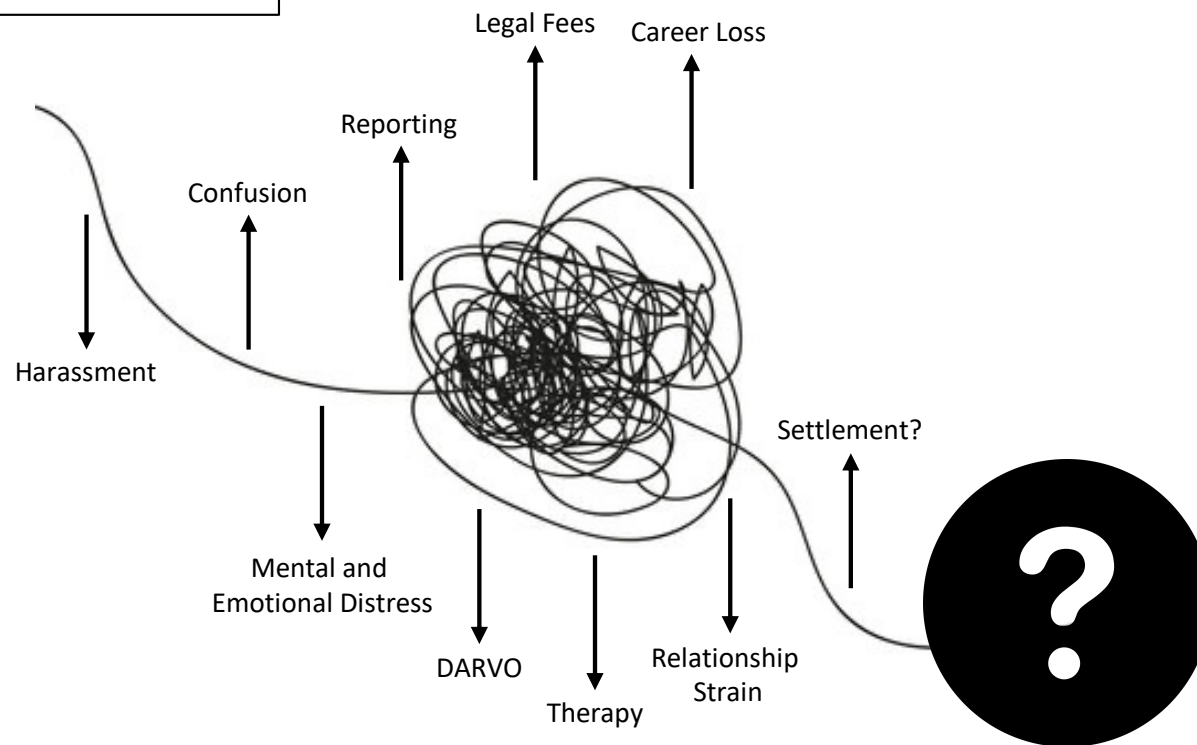 Legal Fees
Career Loss
Reporting
Confusion
Harassment
Settlement?
Mental and
Emotional Distress
DARVO
Relationship
Strain
Therapy
?